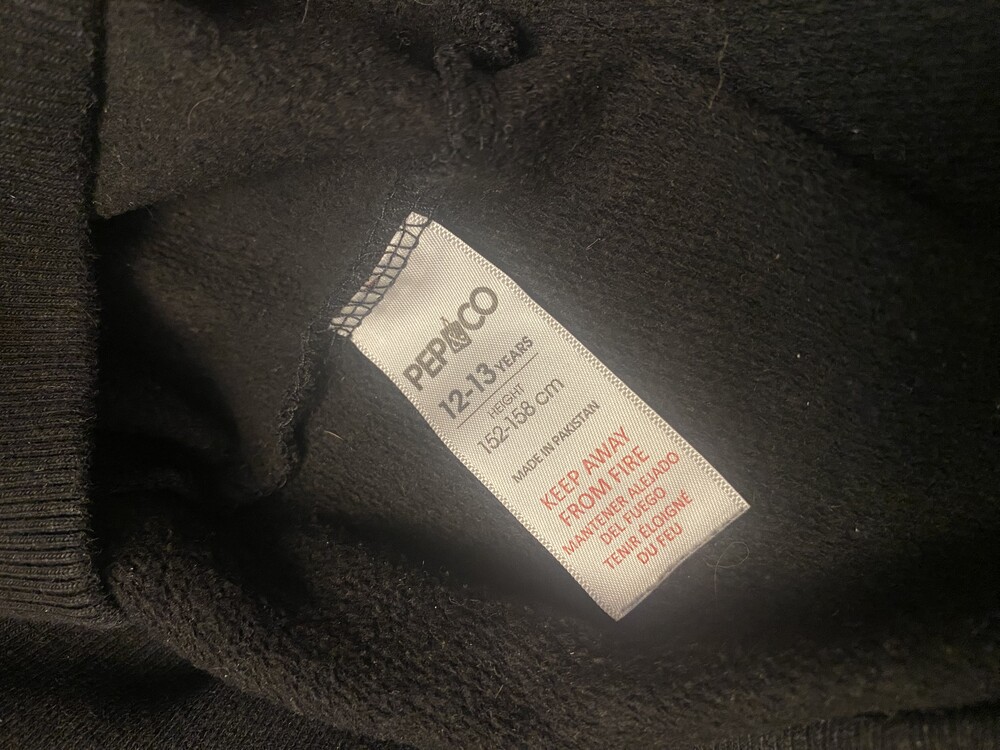 PEP&CO
12-13 YEARS
HEIGHT
152-158 cm
MADE IN PAKISTAN
KEEP AWAY
FROM FIRE
MANTENER ALEJADO
DEL FUEGO
TENIR ÉLOIGNÉ
DU FEU